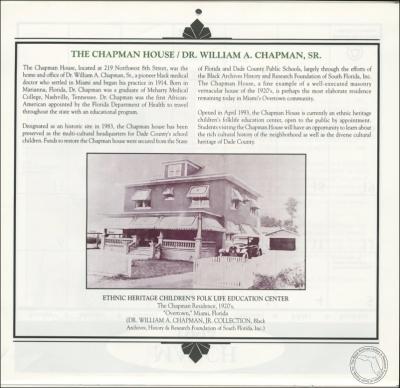 THE CHAPMAN HOUSE / DR. WILLIAM A. CHAPMAN, SR.
The Chapman House, located at 219 Northwest 8th Street, was the
home and office of Dr. William A. Chapman, Sr., a pioneer black medical
doctor who settled in Miami and began his practice in 1914. Born in
Marianna, Florida, Dr. Chapman was a graduate of Meharry Medical
College, Nashville, Tennessee. Dr. Chapman was the first African-
American appointed by the Florida Department of Health to travel
throughout the state with an educational program.
Designated as an historic site in 1983, the Chapman house has been
preserved as the multi-cultural headquarters for Dade County's school
children. Funds to restore the Chapman house were secured from the State
of Florida and Dade County Public Schools, largely through the efforts of
the Black Archives History and Research Foundation of South Florida, Inc.
The Chapman House, a fine example of a well-executed masonry
vernacular house of the 1920's, is perhaps the most elaborate residence
remaining today in Miami's Overtown community.
Opened in April 1993, the Chapman House is currently an ethnic heritage
children's folklife education center, open to the public by appointment.
Students visiting the Chapman House will have an opportunity to learn about
the rich cultural history of the neighborhood as well as the diverse cultural
heritage of Dade County.
ETHNIC HERITAGE CHILDREN'S FOLK LIFE EDUCATION CENTER
The Chapman Residence, 1920's,
"Overtown," Miami, Florida
(DR. WILLIAM A. CHAPMAN, JR. COLLECTION, Black
Archives, History & Research Foundation of South Florida, Inc.)